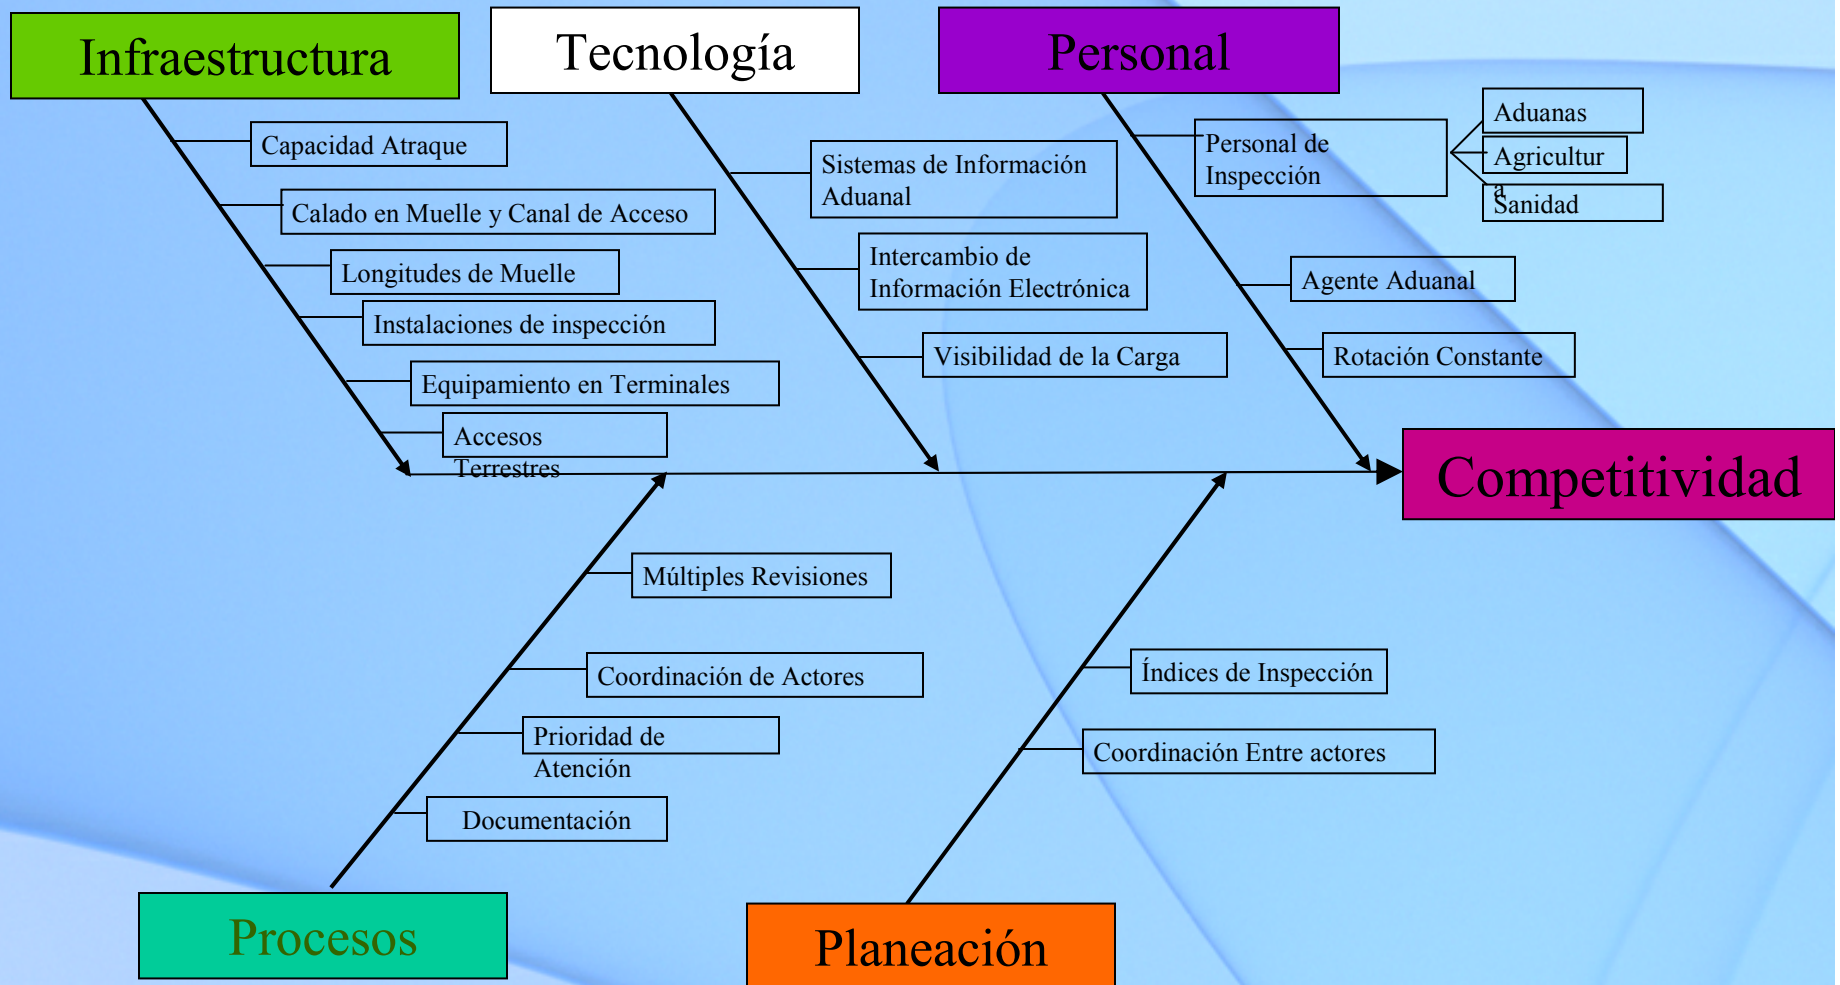 Infraestructura
Tecnología
Personal
Capacidad Atraque
Calado en Muelle y Canal de Acceso
Longitudes de Muelle
Instalaciones de inspección
Equipamiento en Terminales
Accesos
Terrestres
Sistemas de Información
Aduanal
Intercambio de
Información Electrónica
Visibilidad de la Carga
Personal de
Inspección
Aduanas
Agricultur
a
Sanidad
Agente Aduanal
Rotación Constante
Competitividad
Múltiples Revisiones
Coordinación de Actores
Prioridad de
Atención
Documentación
Índices de Inspección
Coordinación Entre actores
Procesos
Planeación